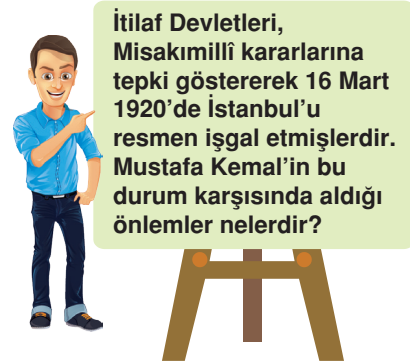 İtilaf Devletleri,
Misakımillî kararlarına
tepki göstererek 16 Mart
1920’de İstanbul’u
resmen işgal etmişlerdir.
Mustafa Kemal’in bu
durum karşısında aldığı
önlemler nelerdir?